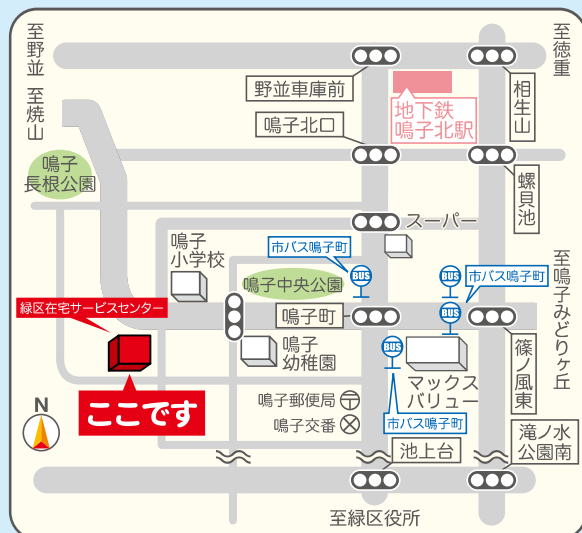 至野並
至徳重
至焼山
野並車庫前
地下鉄
鳴子北駅
相生山
鳴子北口
鳴子
長根公園
螺貝池
スーパー
鳴子
小学校
市バス鳴子町
BUS
BUS
市バス鳴子町
至鳴子みどりヶ丘
鳴子中央公園
緑区在宅サービスセンター
鳴子町
BUS
篠ノ風東
鳴子
幼稚園
BUS
マックス
バリュー
ここです
鳴子郵便局
市バス鳴子町
鳴子交番
N
池上台
滝ノ水
公園南
至緑区役所